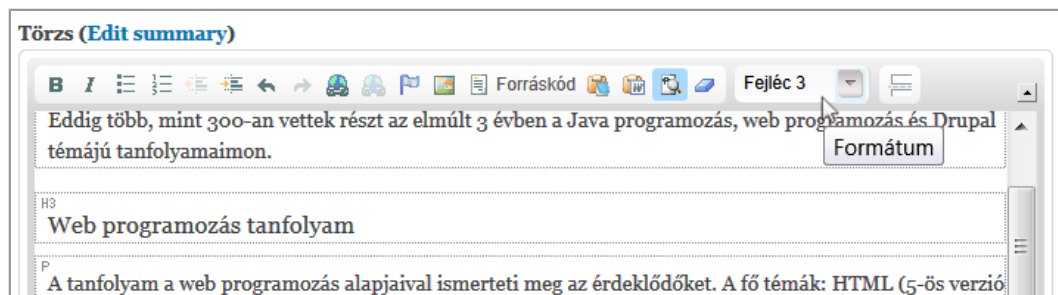 Törzs (Edit summary)
B I Forráskód Fejléc 3
Eddig több, mint 300-an vettek részt az elmúlt 3 évben a Java programozás, web programozás és Drupal
Formátum
témájú tanfolyamaimon.
H3
Web programozás tanfolyam
P
A tanfolyam a web programozás alapjaival ismerteti meg az érdeklődőket. A fő témák: HTML (5-ös verzió